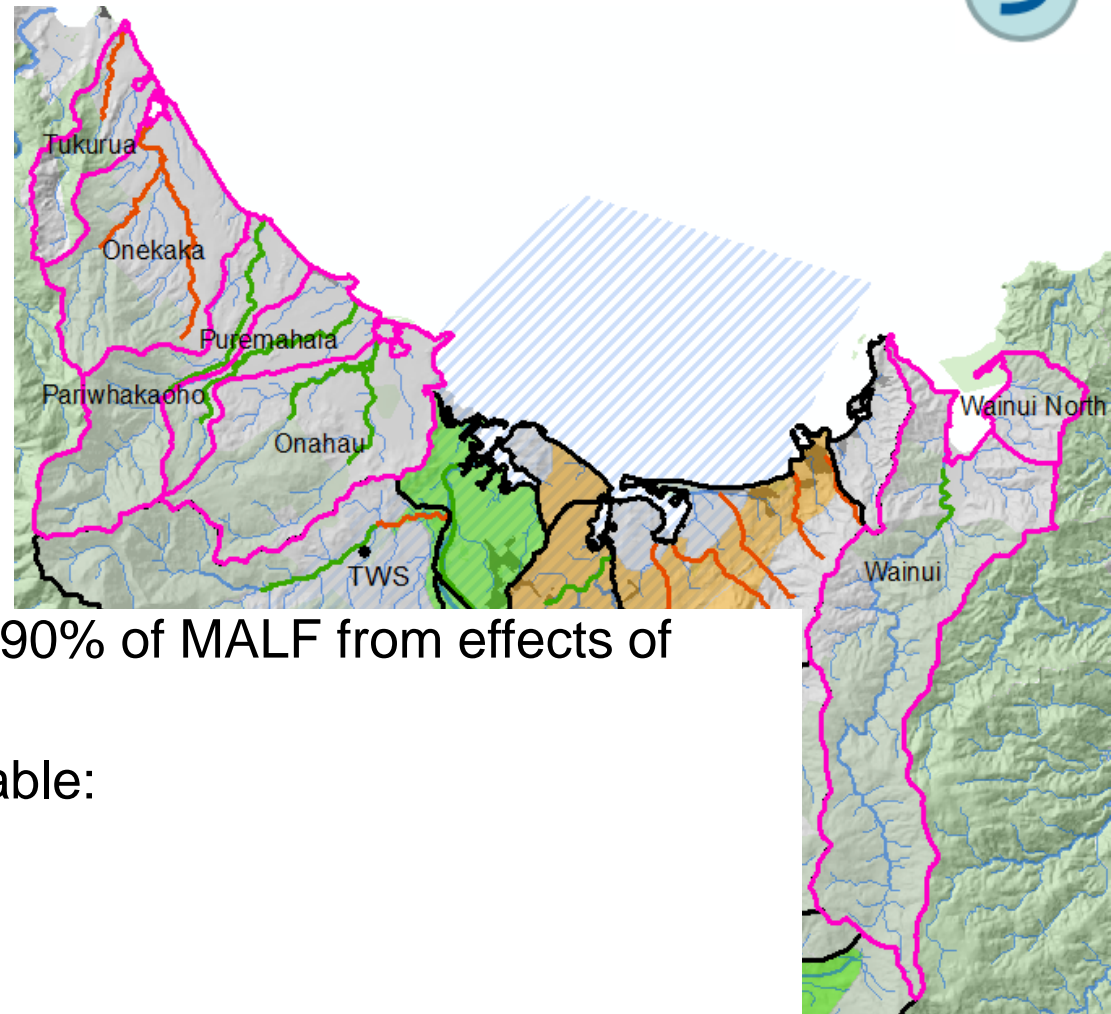 Tukurua
Onekaka
Puremahaia
Pariwhakaoho
Onahau
Wainui North
TWS
Wainui
90% of MALF from effects of
able: